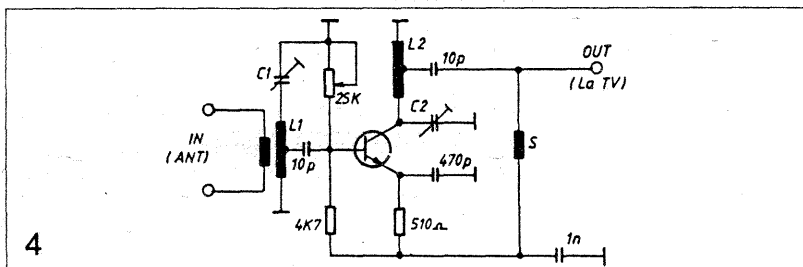 L2
10p
OUT
(La TV)
C1
25K
C2
L1
IN
(ANT)
10p
470p
S
4K7
510Ω
1n
4